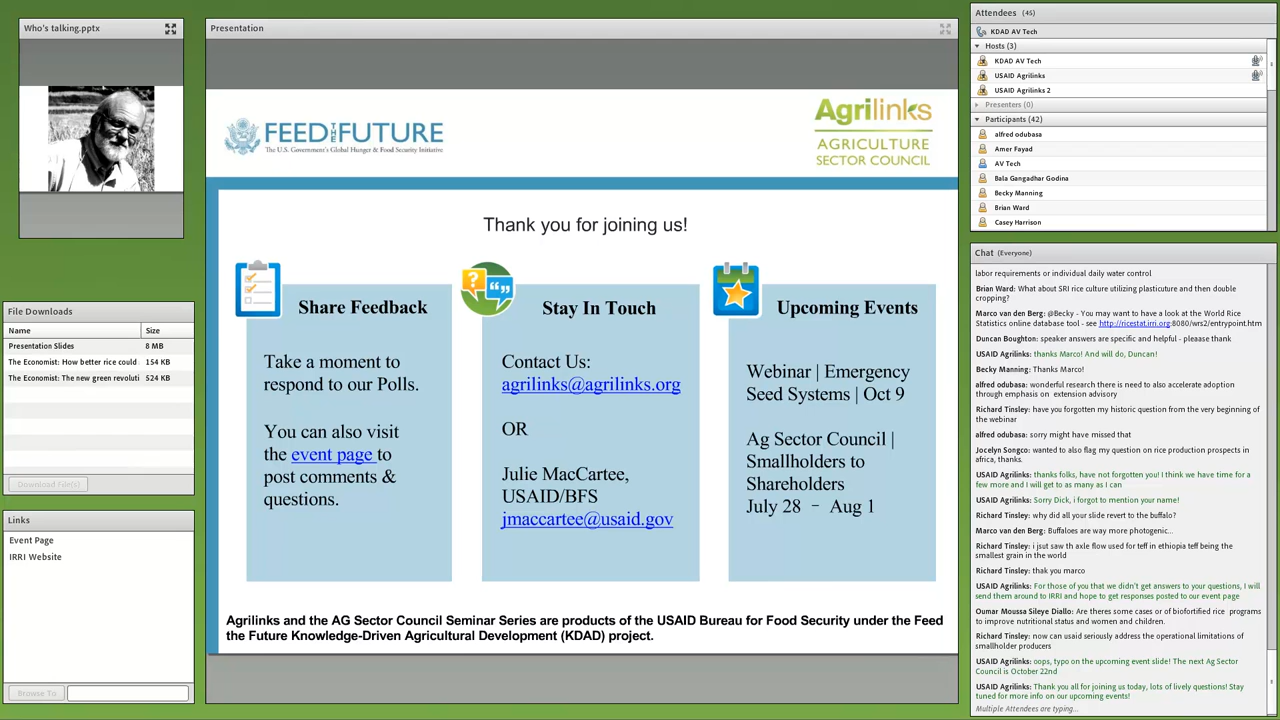 Who's talking.pptx
Presentation
FEED THE FUTURE
The U.S. Government's Global Hunger & Food Security Initiative
Agrilinks
AGRICULTURE
SECTOR COUNCIL
Thank you for joining us!
Share Feedback
Take a moment to
respond to our Polls.
You can also visit
the event page to
post comments &
questions.
Stay In Touch
Contact Us:
agrilinks@agrilinks.org
OR
Julie MacCartee,
USAID/BFS
jmaccartee@usaid.gov
Upcoming Events
Webinar | Emergency
Seed Systems | Oct 9
Ag Sector Council |
Smallholders to
Shareholders
July 28 – Aug 1
Agrilinks and the AG Sector Council Seminar Series are products of the USAID Bureau for Food Security under the Feed
the Future Knowledge-Driven Agricultural Development (KDAD) project.
File Downloads
Name Size
Presentation Slides 8 MB
The Economist: How better rice could 154 KB
The Economist: The new green revoluti 524 KB
Download File(s)
Links
Event Page
IRRI Website
Browse To
Attendees (45)
KDAD AV Tech
Hosts (3)
KDAD AV Tech
USAID Agrilinks
USAID Agrilinks 2
Presenters (0)
Participants (42)
alfred odubasa
Amer Fayad
AV Tech
Bala Gangadhar Godina
Becky Manning
Brian Ward
Casey Harrison
Chat (Everyone)
labor requirements or individual daily water control
Brian Ward: What about SRI rice culture utilizing plasticuture and then double
cropping?
Marco van den Berg: @Becky - You may want to have a look at the World Rice
Statistics online database tool - see http://ricestat.irri.org:8080/wrs2/entrypoint.htm
Duncan Boughton: speaker answers are specific and helpful - please thank
USAID Agrilinks: thanks Marco! And will do, Duncan!
Becky Manning: Thanks Marco!
alfred odubasa: wonderful research there is need to also accelerate adoption
through emphasis on extension advisory
Richard Tinsley: have you forgotten my historic question from the very beginning of
the webinar
alfred odubasa: sorry might have missed that
Jocelyn Songco: wanted to also flag my question on rice production prospects in
africa, thanks.
USAID Agrilinks: thanks folks, have not forgotten you! I think we have time for a
few more and I will get to as many as I can
USAID Agrilinks: Sorry Dick, i forgot to mention your name!
Richard Tinsley: why did all your slide revert to the buffalo?
Marco van den Berg: Buffaloes are way more photogenic...
Richard Tinsley: i jsut saw th axle flow used for teff in ethiopia teff being the
smallest grain in the world
Richard Tinsley: thak you marco
USAID Agrilinks: For those of you that we didn't get answers to your questions, I will
send them around to IRRI and hope to get responses posted to our event page
Oumar Moussa Sileye Diallo: Are theres some cases or of biofortified rice programs
to improve nutritional status and women and children.
Richard Tinsley: now can usaid seriously address the operational limitations of
smallholder producers
USAID Agrilinks: oops, typo on the upcoming event slide! The next Ag Sector
Council is October 22nd
USAID Agrilinks: Thank you all for joining us today, lots of lively questions! Stay
tuned for more info on our upcoming events!
Multiple Attendees are typing...